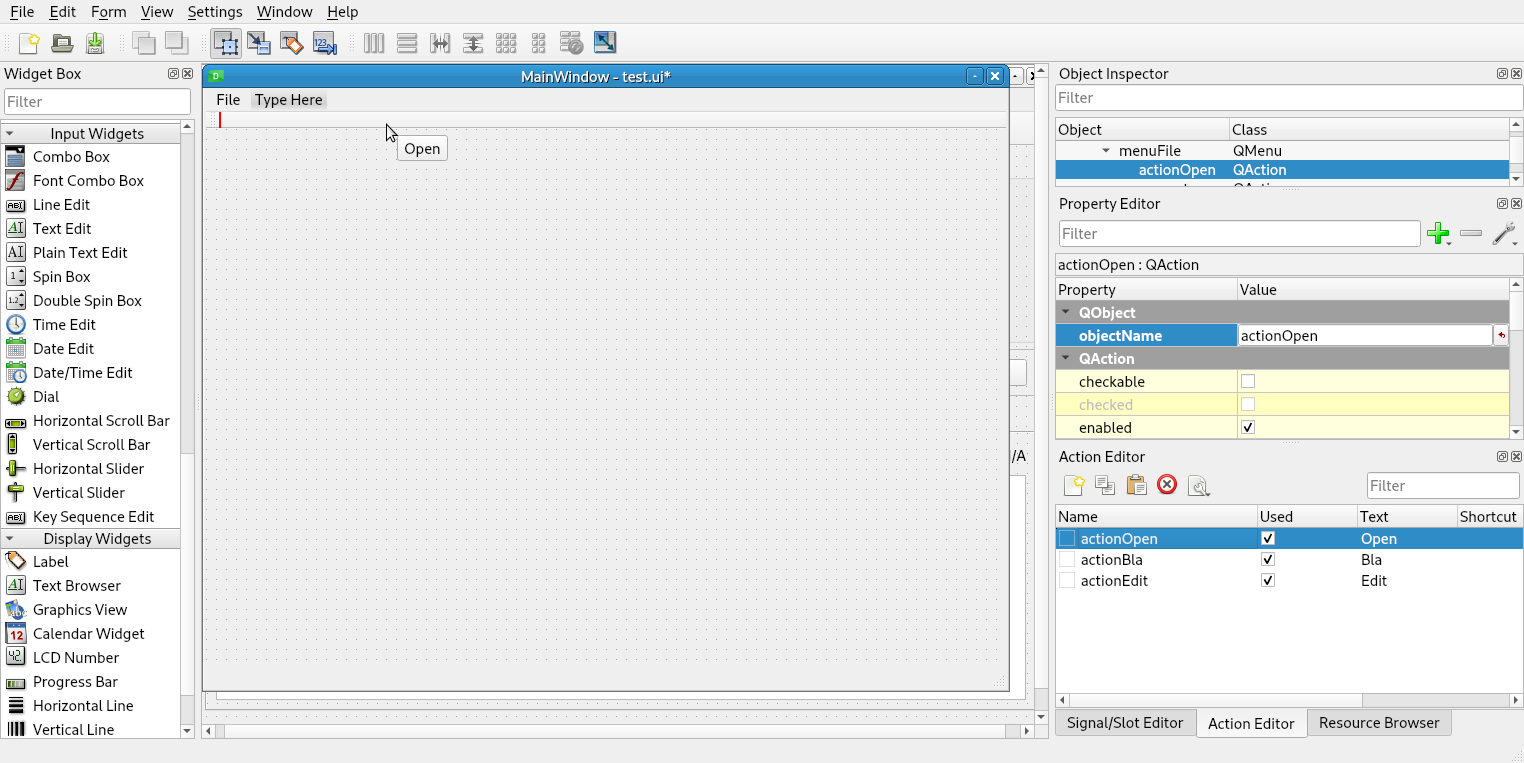 File Edit Form View Settings Window Help
Widget Box
Filter
Input Widgets
Combo Box
Font Combo Box
Line Edit
Text Edit
Plain Text Edit
Spin Box
Double Spin Box
Time Edit
Date Edit
Date/Time Edit
Dial
Horizontal Scroll Bar
Vertical Scroll Bar
Horizontal Slider
Vertical Slider
Key Sequence Edit
Display Widgets
Label
Text Browser
Graphics View
Calendar Widget
LCD Number
Progress Bar
Horizontal Line
Vertical Line
MainWindow - test.ui*
File Type Here
Open
/A
Object Inspector
Filter
Object Class
menuFile QMenu
actionOpen QAction
Property Editor
Filter
actionOpen : QAction
Property Value
QObject
objectName actionOpen
QAction
checkable
checked
enabled
Action Editor
Filter
Name Used Text Shortcut
actionOpen Open
actionBla Bla
actionEdit Edit
Signal/Slot Editor Action Editor Resource Browser